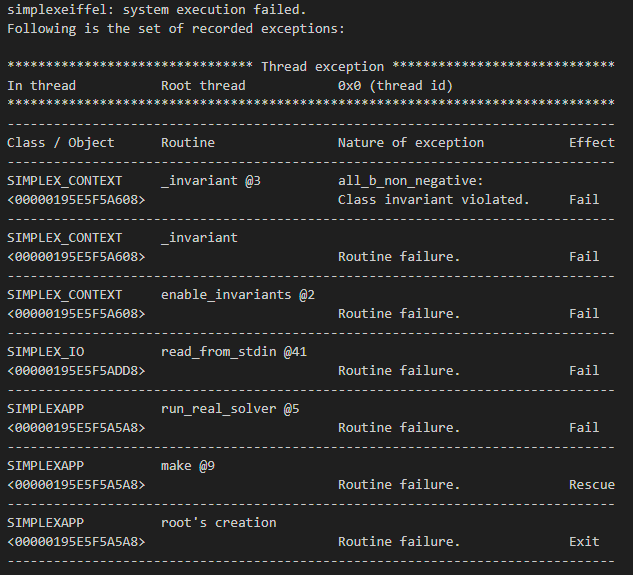 simplexeiffel: system execution failed.
Following is the set of recorded exceptions:
******************************** Thread exception *****************************
In thread           Root thread            0x0 (thread id)
*******************************************************************************
-------------------------------------------------------------------------------
Class / Object      Routine                Nature of exception           Effect
-------------------------------------------------------------------------------
SIMPLEX_CONTEXT     _invariant @3          all_b_non_negative:
<00000195E5F5A608>                         Class invariant violated.     Fail
-------------------------------------------------------------------------------
SIMPLEX_CONTEXT     _invariant
<00000195E5F5A608>                         Routine failure.              Fail
-------------------------------------------------------------------------------
SIMPLEX_CONTEXT     enable_invariants @2
<00000195E5F5A608>                         Routine failure.              Fail
-------------------------------------------------------------------------------
SIMPLEX_IO          read_from_stdin @41
<00000195E5F5ADD8>                         Routine failure.              Fail
-------------------------------------------------------------------------------
SIMPLEXAPP          run_real_solver @5
<00000195E5F5A5A8>                         Routine failure.              Fail
-------------------------------------------------------------------------------
SIMPLEXAPP          make @9
<00000195E5F5A5A8>                         Routine failure.              Rescue
-------------------------------------------------------------------------------
SIMPLEXAPP          root's creation
<00000195E5F5A5A8>                         Routine failure.              Exit
-------------------------------------------------------------------------------